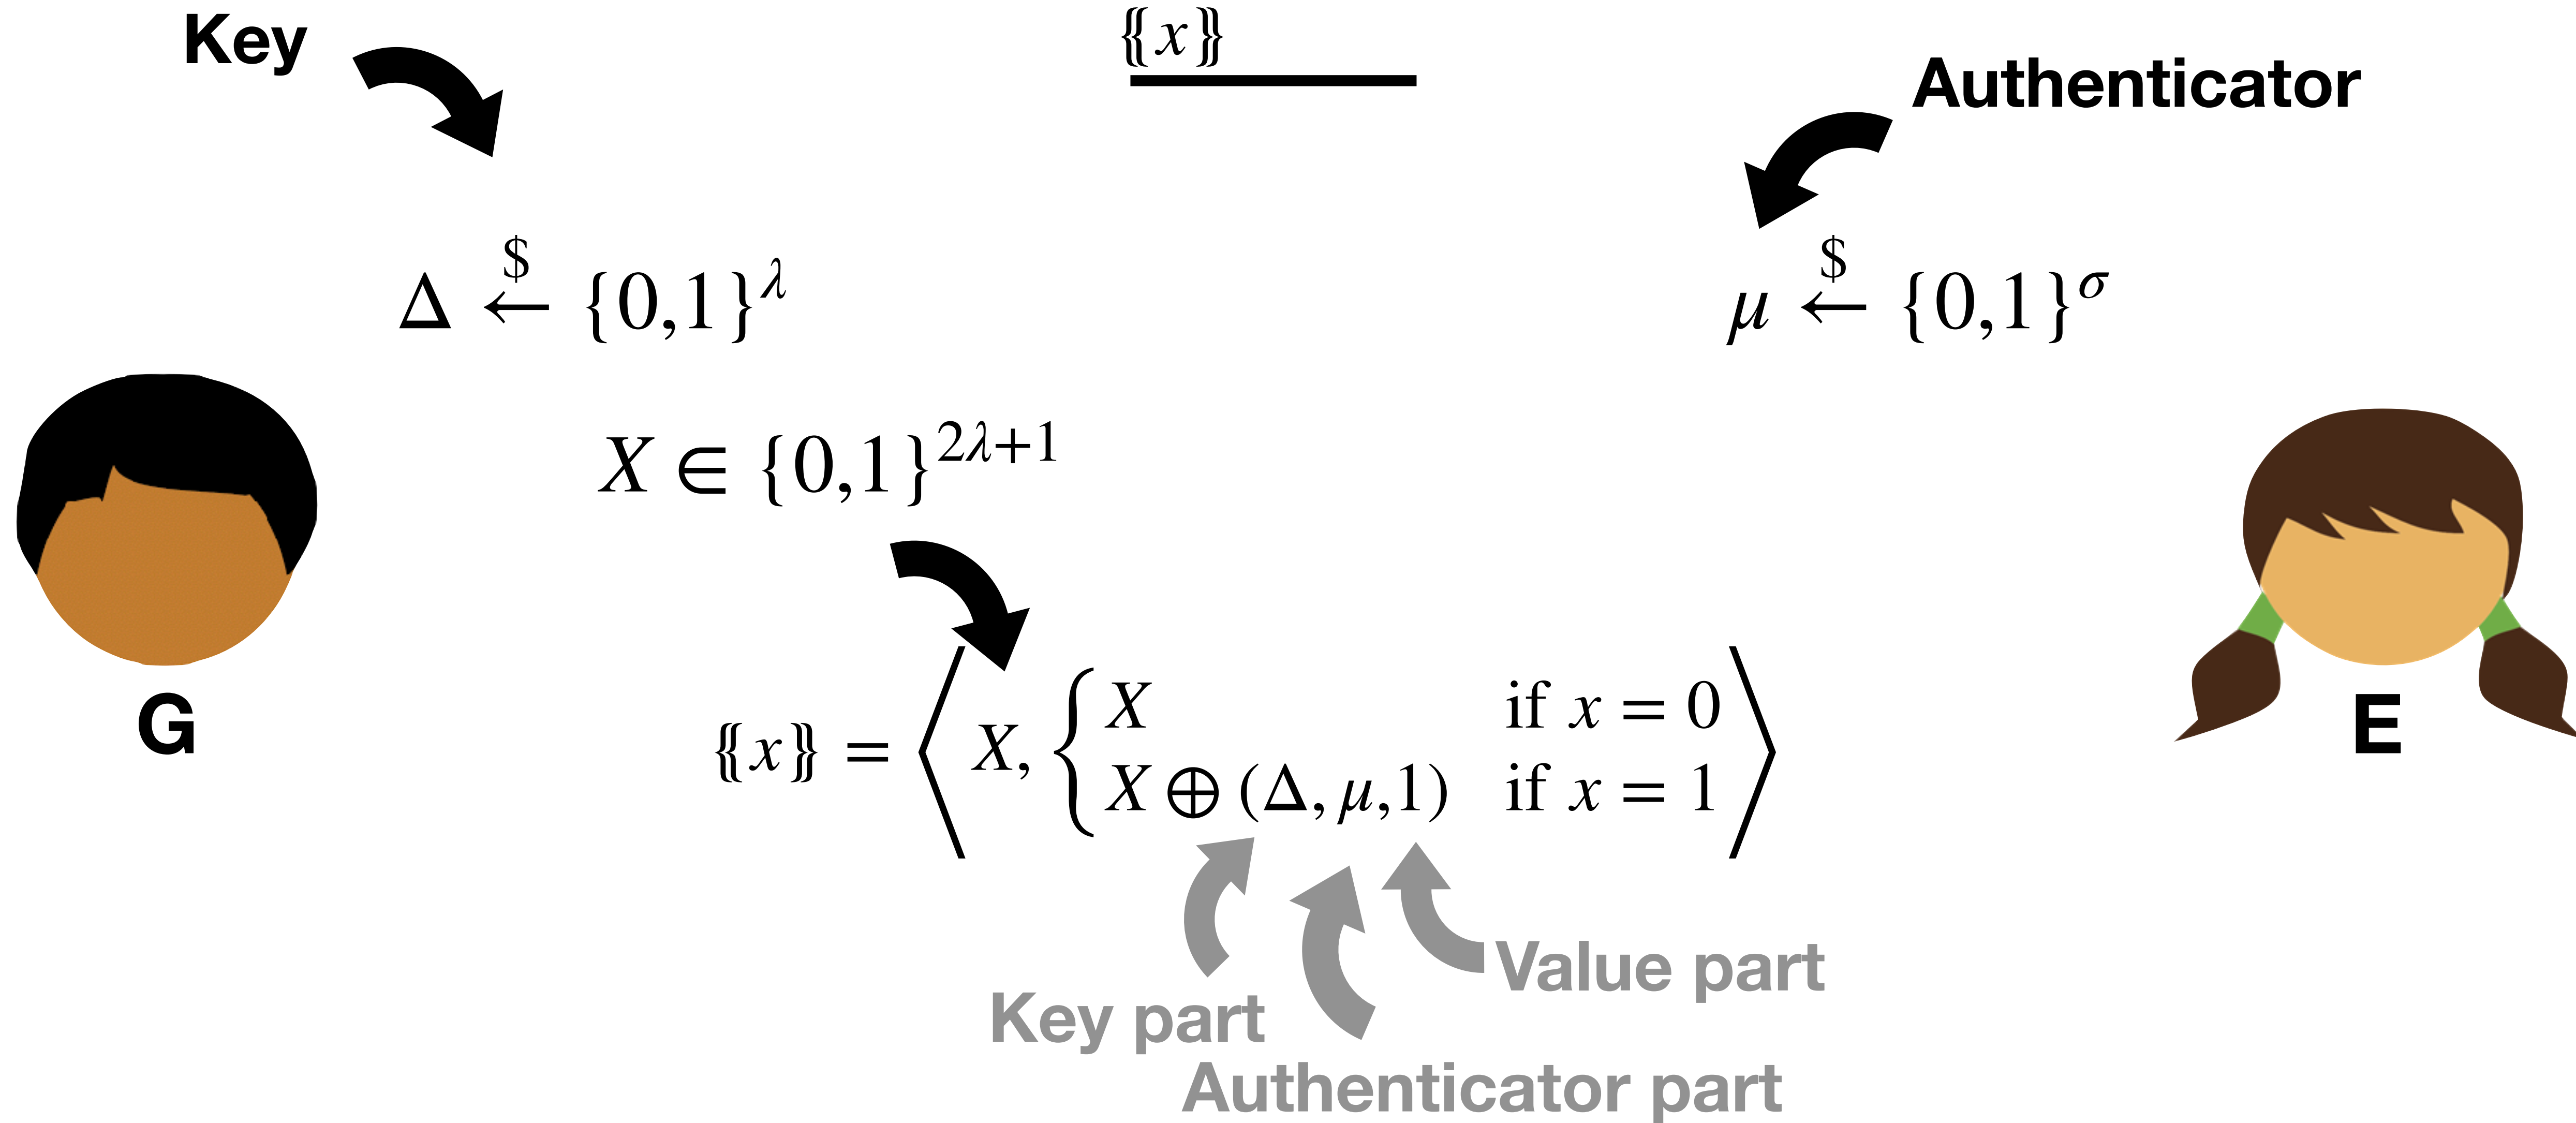 Key
⦃x⦄
Authenticator
Δ ←$ {0,1}^λ
μ ←$ {0,1}^σ
X ∈ {0,1}^{2λ+1}
G
E
⦃x⦄ = ⟨X, { X if x = 0
X ⊕ (Δ, μ,1) if x = 1 ⟩
Value part
Key part
Authenticator part